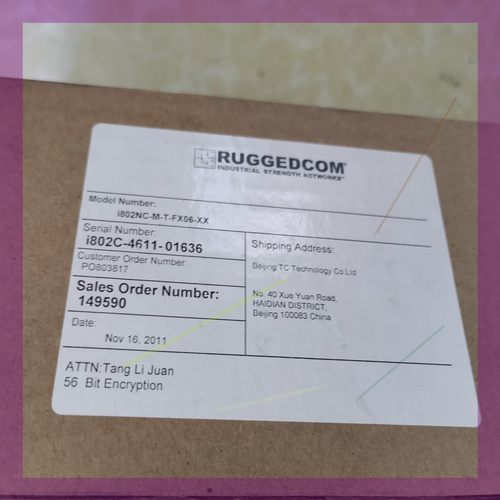 RUGGEDCOM
INDUSTRIAL STRENGTH NETWORKS
Model Number:
i802NC-M-T-FX06-XX
Serial Number:
i802C-4611-01636
Customer Order Number:
PO803817
Sales Order Number:
149590
Date:
Nov 16, 2011
Shipping Address:
Beijing TC Technology Co Ltd
No. 40 Xue Yuan Road,
HAIDIAN DISTRICT,
Beijing 100083 China
ATTN:Tang Li Juan
56 Bit Encryption